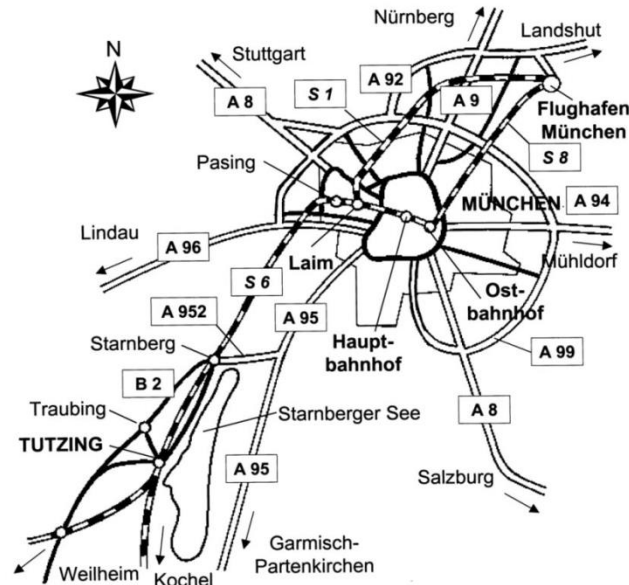 Nürnberg
Landshut
N
Stuttgart
A 92
A 8
S 1
A 9
Flughafen
München
Pasing
S 8
MÜNCHEN
A 94
Lindau
A 96
Laim
Mühldorf
S 6
Ost-
bahnhof
A 952
A 95
Haupt-
bahnhof
Starnberg
A 99
B 2
A 8
Traubing
Starnberger See
TUTZING
A 95
Salzburg
Garmisch-
Partenkirchen
Weilheim
Kochel